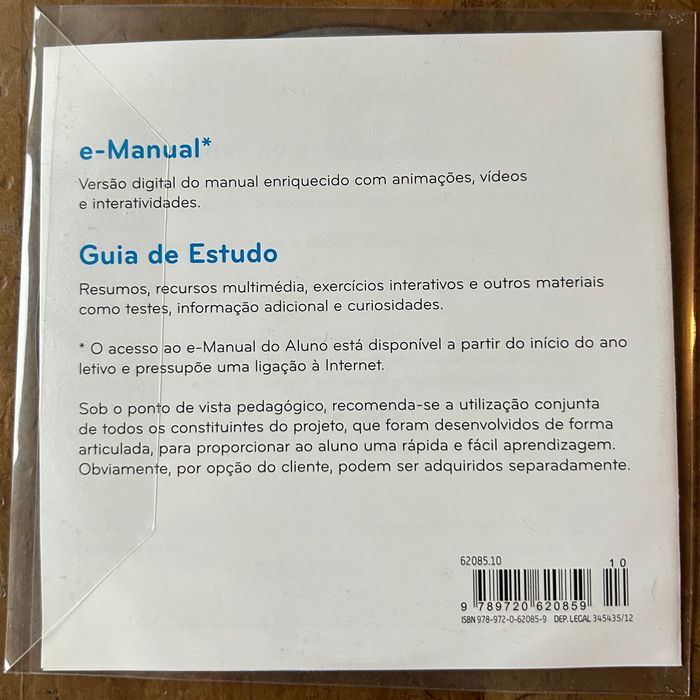 e-Manual*
Versão digital do manual enriquecido com animações, vídeos
e interatividades.
Guia de Estudo
Resumos, recursos multimédia, exercícios interativos e outros materiais
como testes, informação adicional e curiosidades.
* O acesso ao e-Manual do Aluno está disponível a partir do início do ano
letivo e pressupõe uma ligação à Internet.
Sob o ponto de vista pedagógico, recomenda-se a utilização conjunta
de todos os constituintes do projeto, que foram desenvolvidos de forma
articulada, para proporcionar ao aluno uma rápida e fácil aprendizagem.
Obviamente, por opção do cliente, podem ser adquiridos separadamente.
62085.10
10
9 789720 620859
ISBN 978-972-0-62085-9 DEP. LEGAL 345435/12